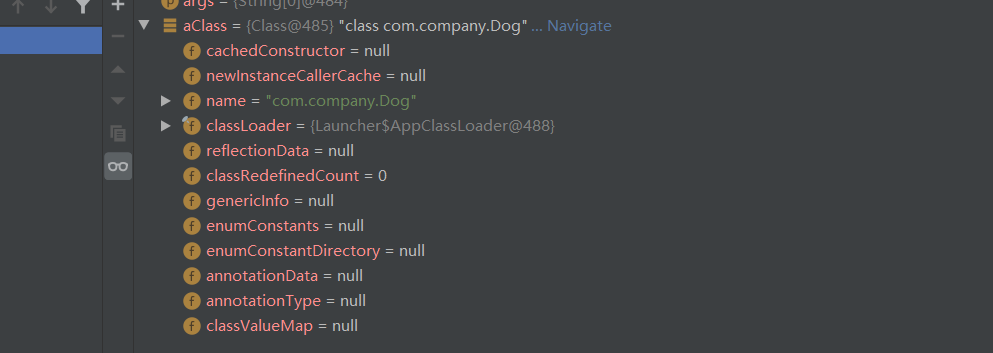 args = {String[0]@484}
aClass = {Class@485} "class com.company.Dog" ... Navigate
cachedConstructor = null
newInstanceCallerCache = null
name = "com.company.Dog"
classLoader = {Launcher$AppClassLoader@488}
reflectionData = null
classRedefinedCount = 0
genericInfo = null
enumConstants = null
enumConstantDirectory = null
annotationData = null
annotationType = null
classValueMap = null